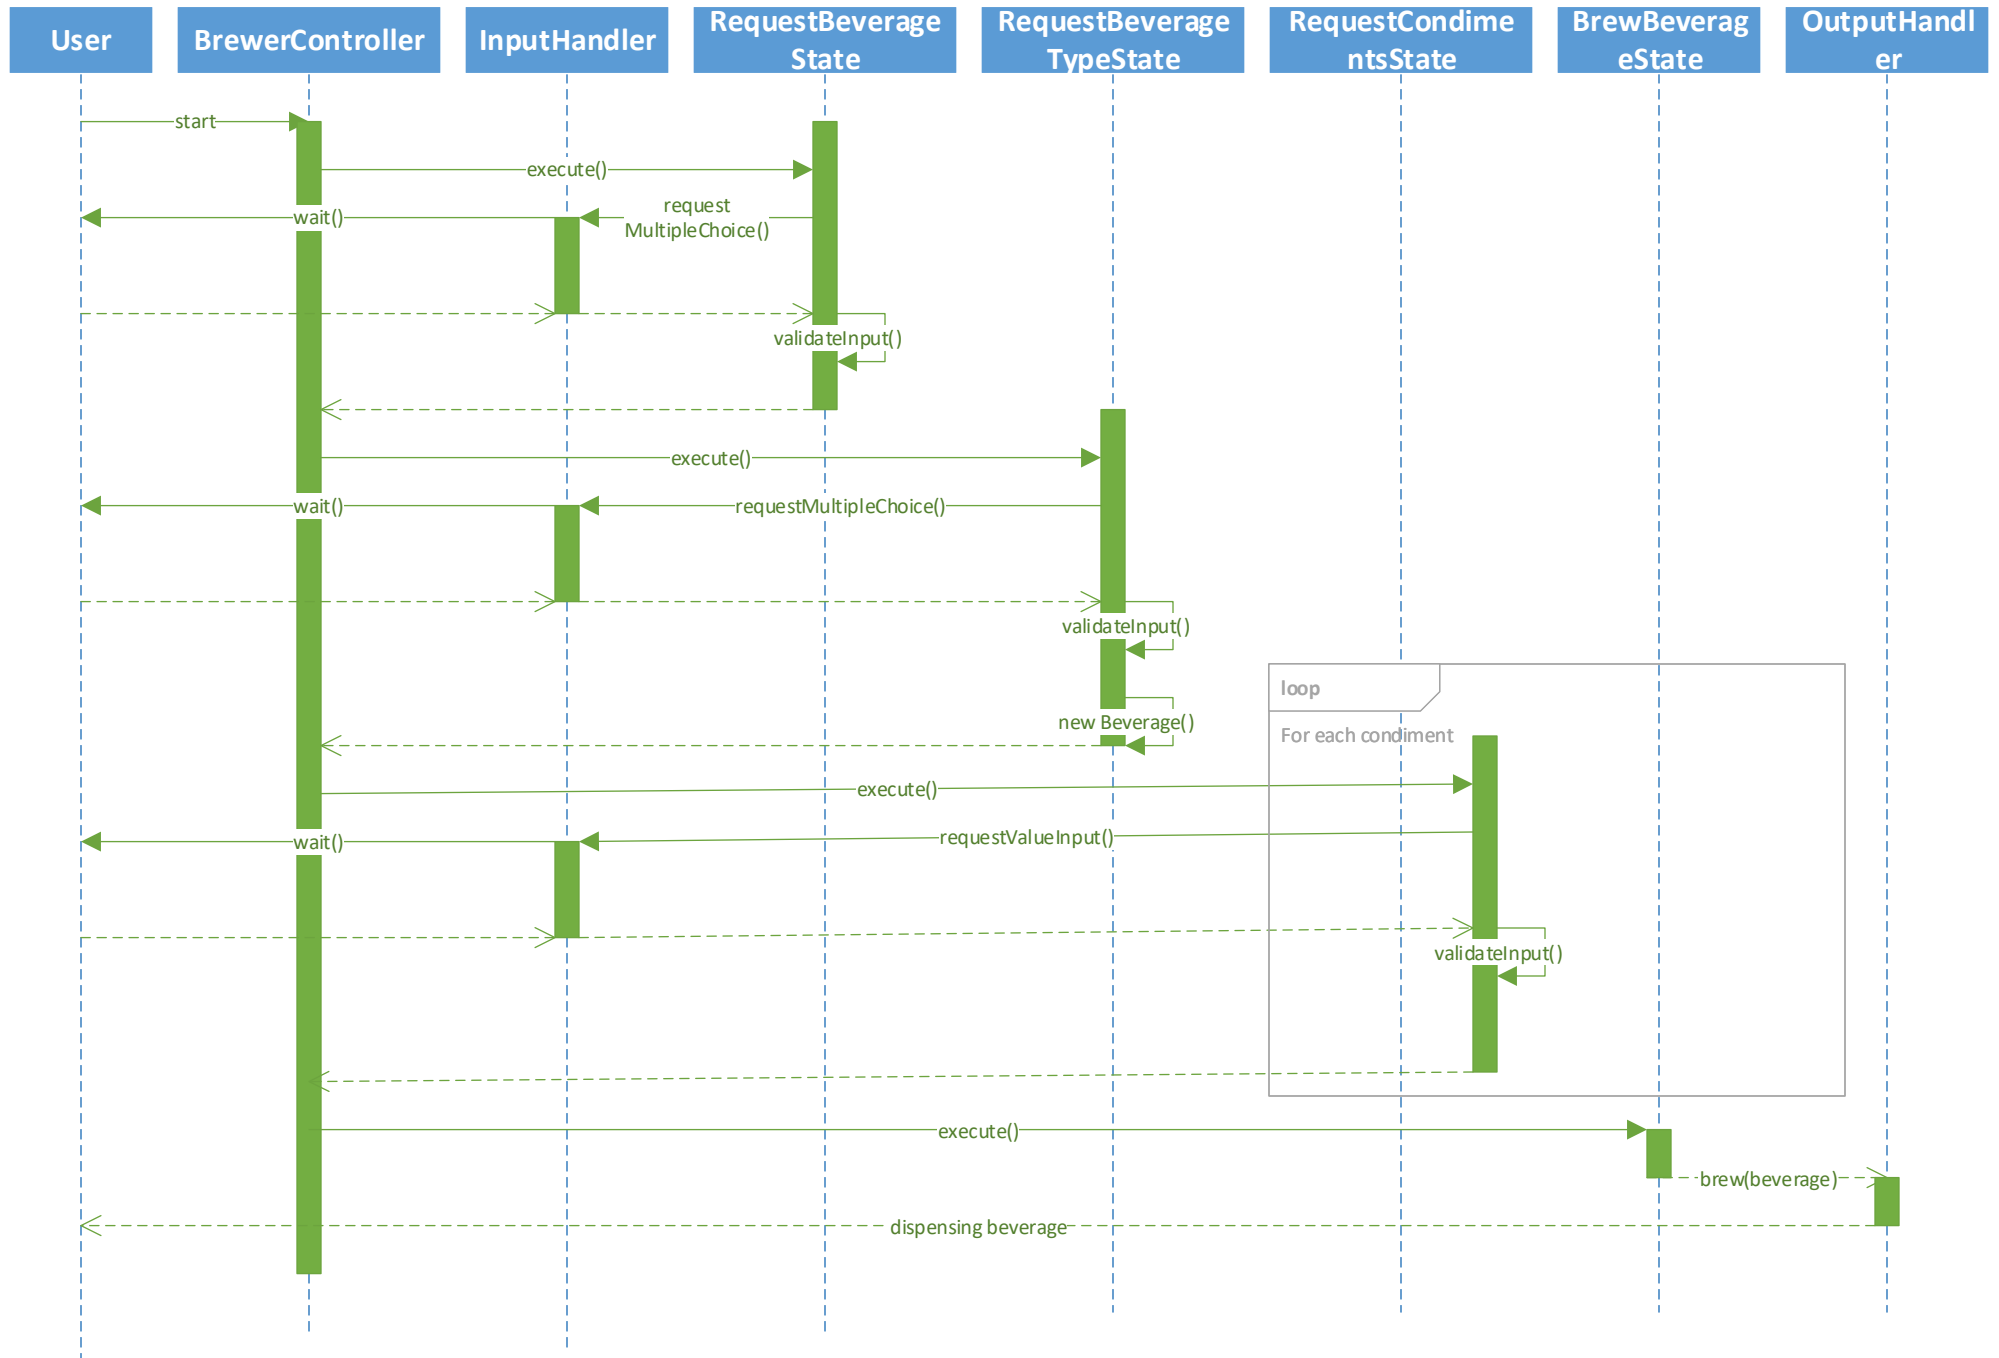 User
BrewerController
InputHandler
RequestBeverage
State
RequestBeverage
TypeState
RequestCondime
ntsState
BrewBeverag
eState
OutputHandl
er
start
execute()
wait()
request
MultipleChoice()
validateInput()
execute()
wait()
requestMultipleChoice()
validateInput()
loop
new Beverage()
For each condiment
execute()
wait()
requestValueInput()
validateInput()
execute()
brew(beverage)
dispensing beverage